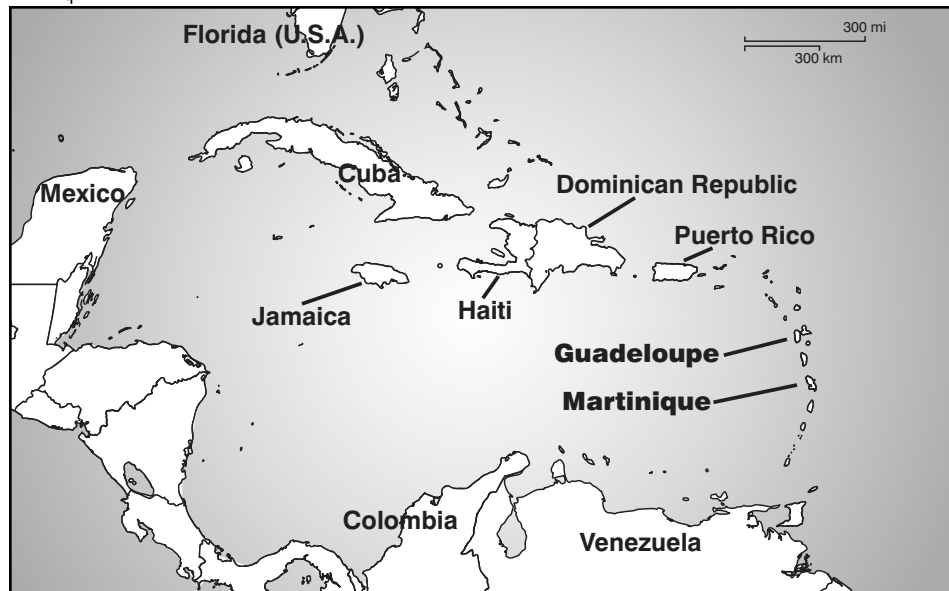 Florida (U.S.A.)
300 mi
300 km
Cuba
Mexico
Dominican Republic
Puerto Rico
Jamaica
Haiti
Guadeloupe
Martinique
Colombia
Venezuela